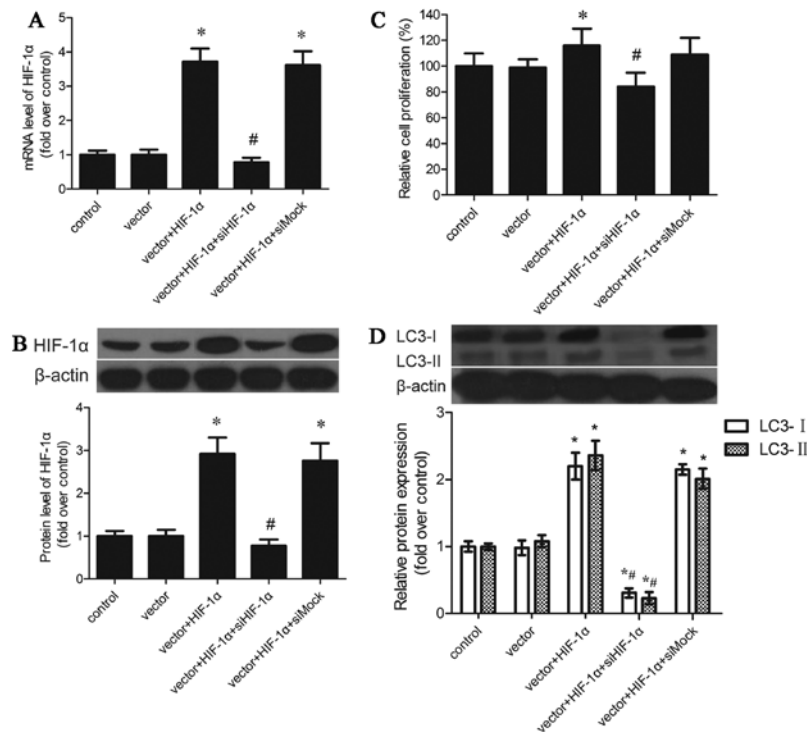 A
mRNA level of HIF-1α
(fold over control)
5
4
3
2
1
0
*
#
*
control
vector
vector+HIF-1α
vector+HIF-1α+siHIF-1α
vector+HIF-1α+siMock
C
Relative cell proliferation (%)
140
120
100
80
60
40
20
0
*
#
control
vector
vector+HIF-1α
vector+HIF-1α+siHIF-1α
vector+HIF-1α+siMock
B
HIF-1α
β-actin
Protein level of HIF-1α
(fold over control)
4
3
2
1
0
*
#
*
control
vector
vector+HIF-1α
vector+HIF-1α+siHIF-1α
vector+HIF-1α+siMock
D
LC3-I
LC3-II
β-actin
Relative protein expression
(fold over control)
3
2
1
0
* *
*# *#
* *
LC3- I
LC3- II
control
vector
vector+HIF-1α
vector+HIF-1α+siHIF-1α
vector+HIF-1α+siMock